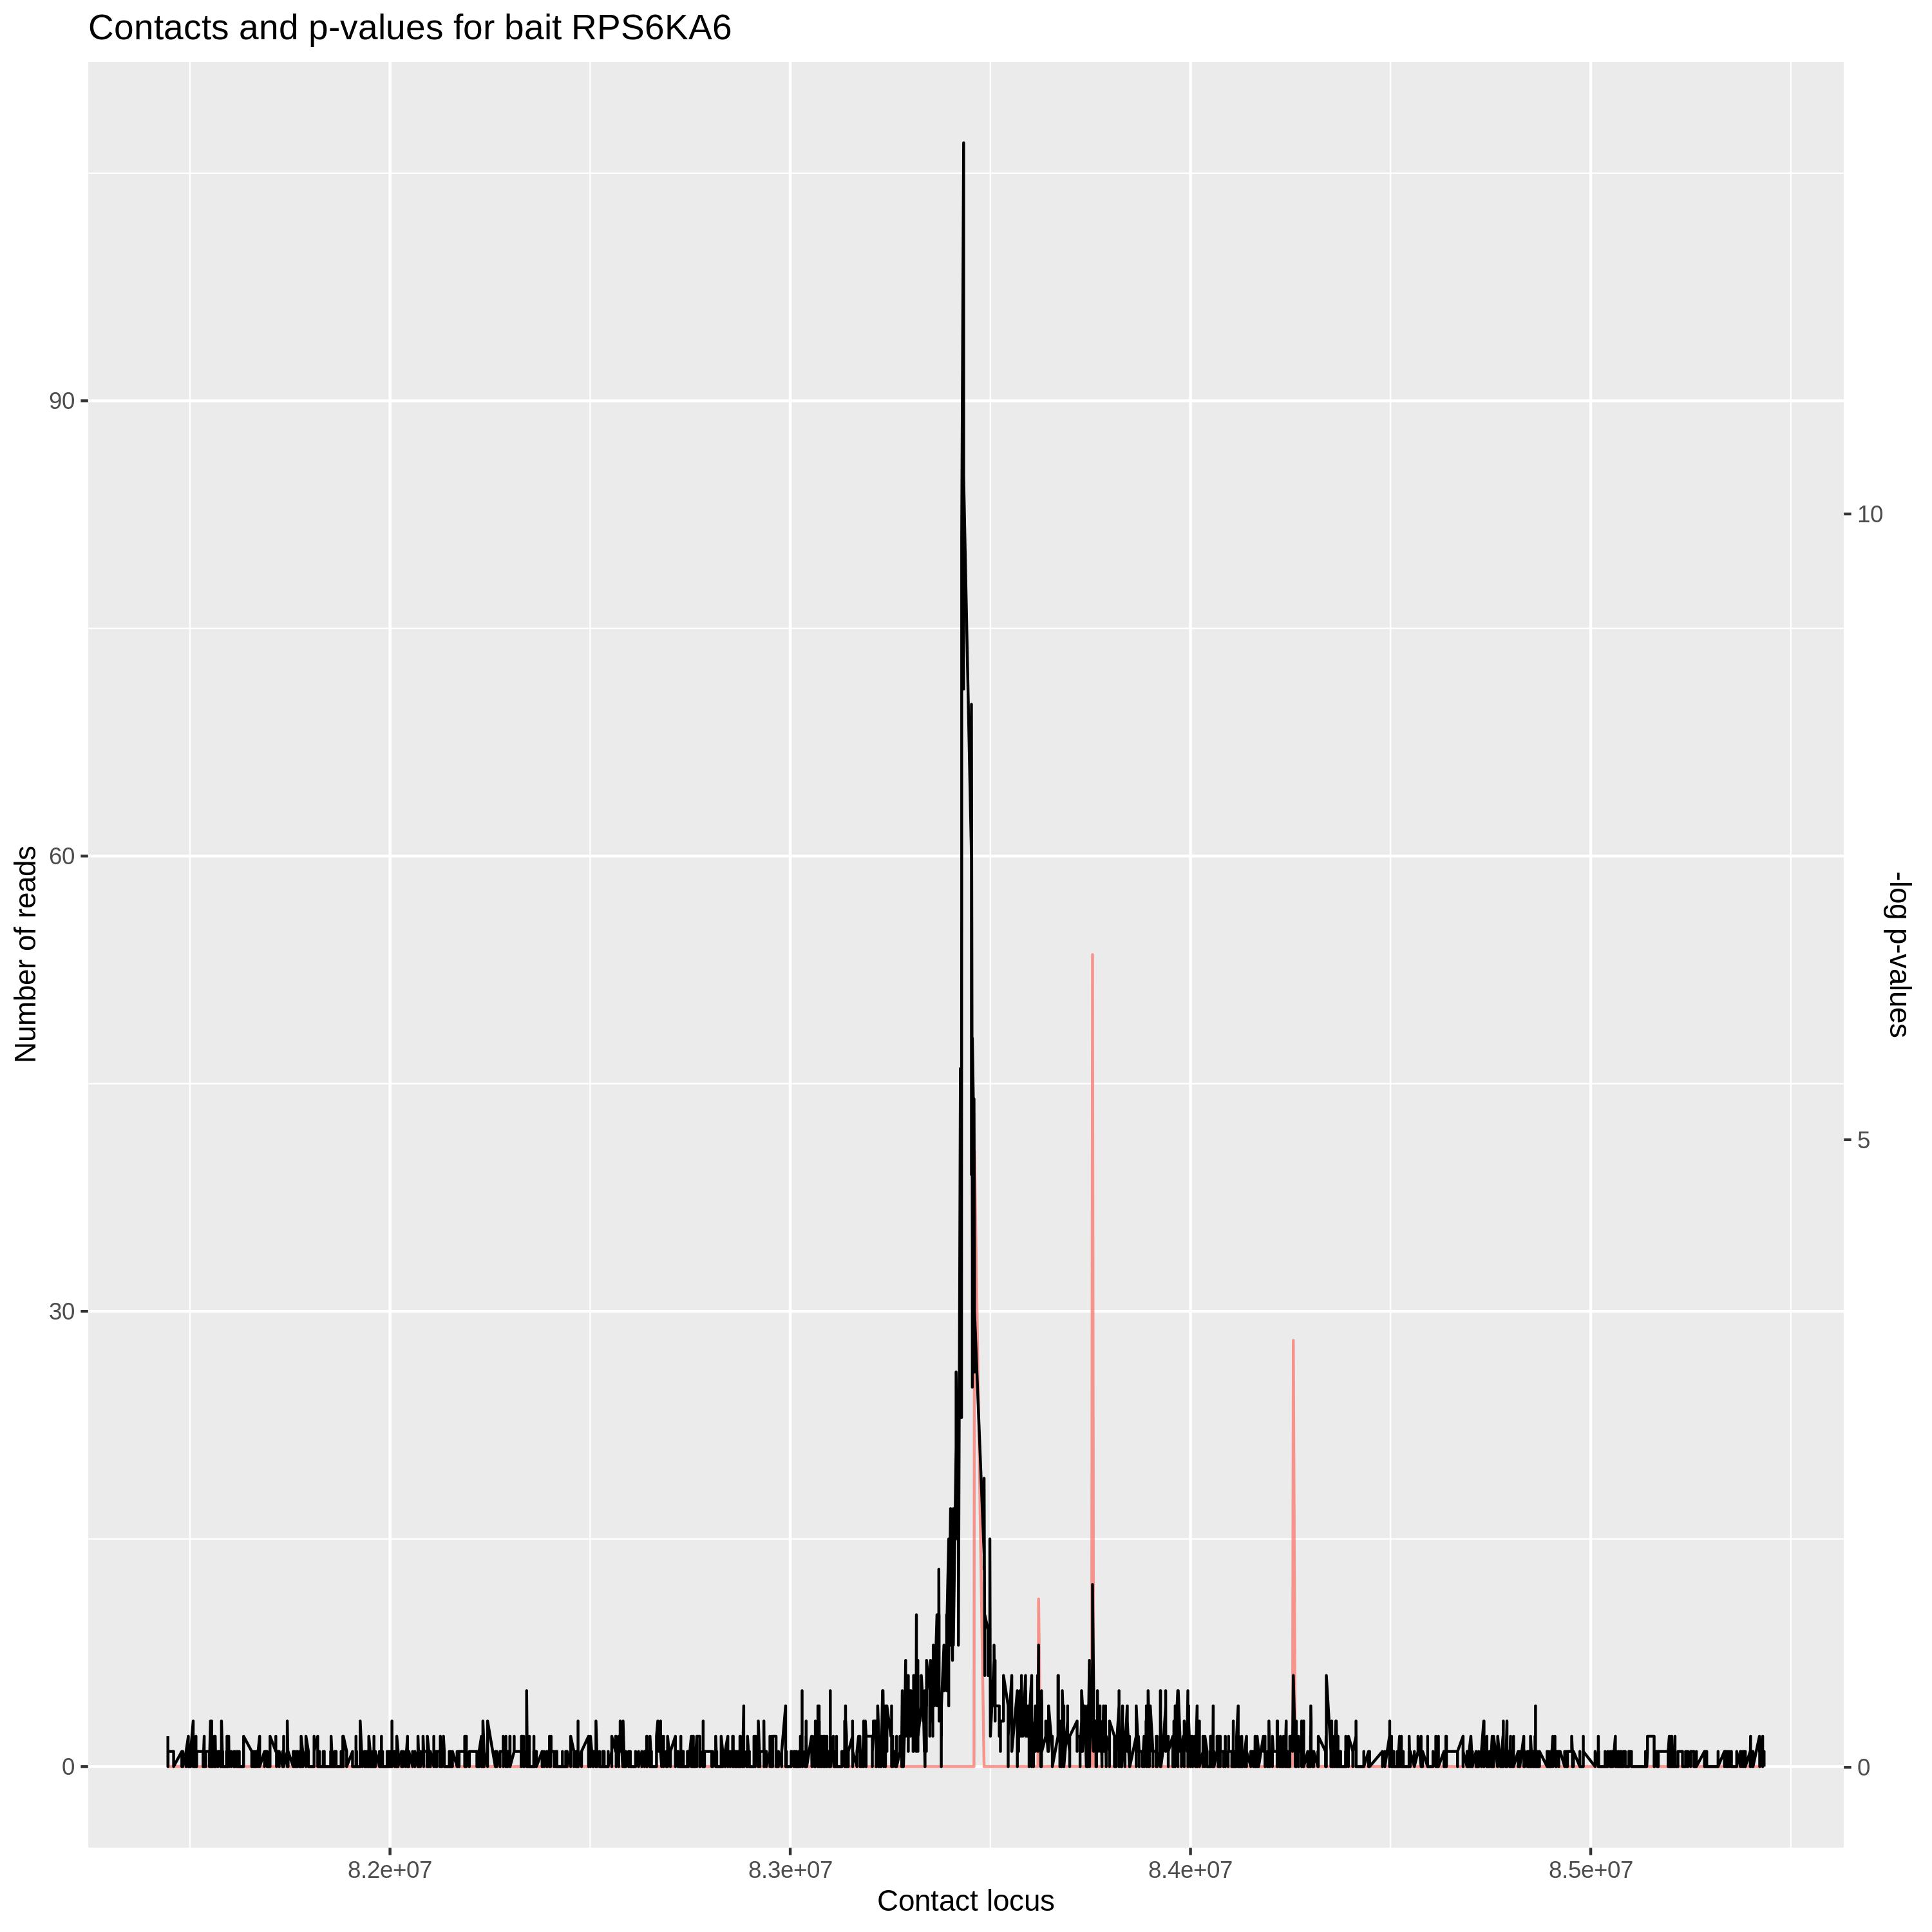 Contacts and p-values for bait RPS6KA6
90
60
30
0
Number of reads
10
5
0
-log p-values
8.2e+07
8.3e+07
8.4e+07
8.5e+07
Contact locus